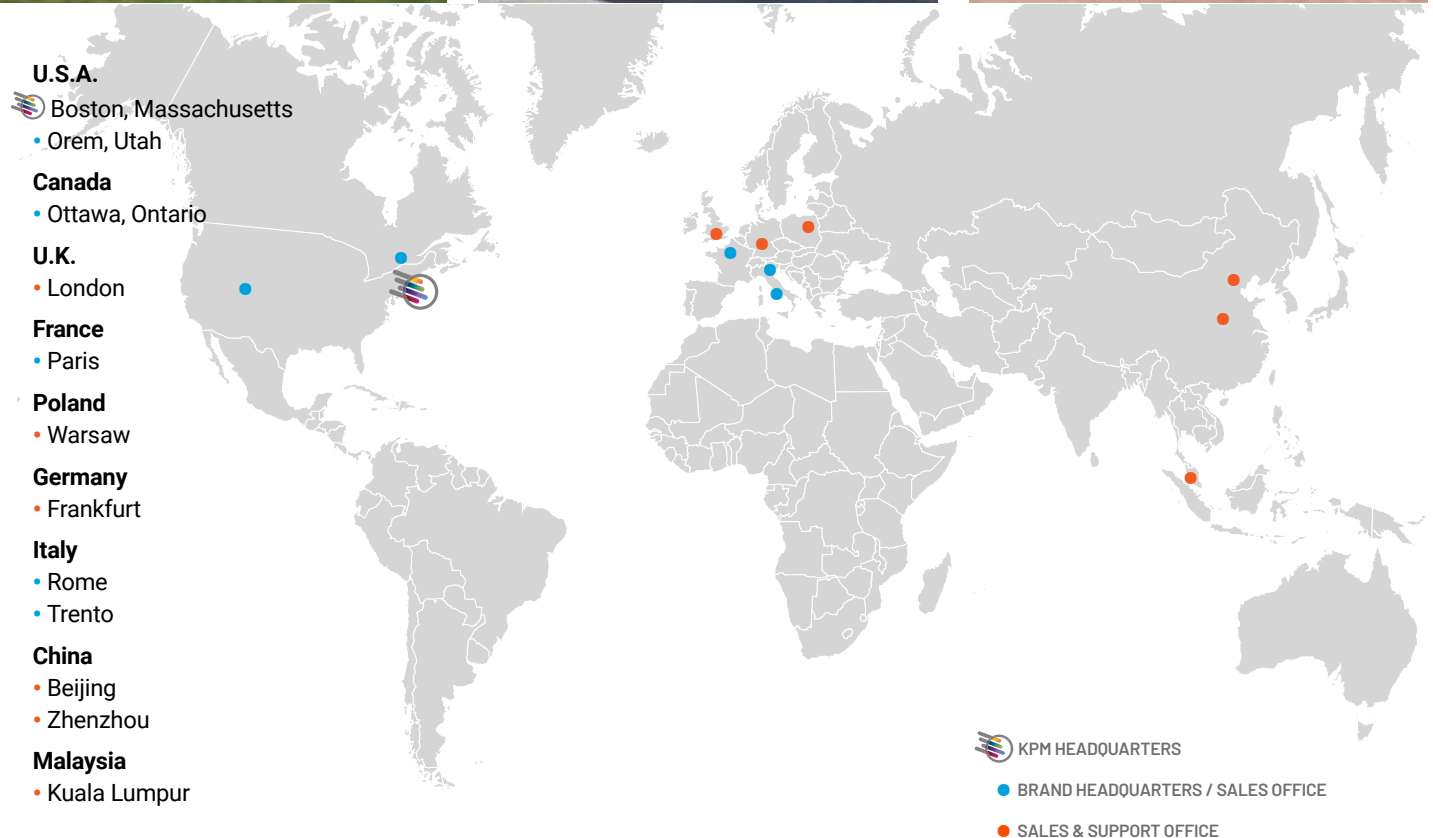 U.S.A.
Boston, Massachusetts
• Orem, Utah
Canada
• Ottawa, Ontario
U.K.
• London
France
• Paris
Poland
• Warsaw
Germany
• Frankfurt
Italy
• Rome
• Trento
China
• Beijing
• Zhenzhou
Malaysia
• Kuala Lumpur
KPM HEADQUARTERS
BRAND HEADQUARTERS / SALES OFFICE
SALES & SUPPORT OFFICE